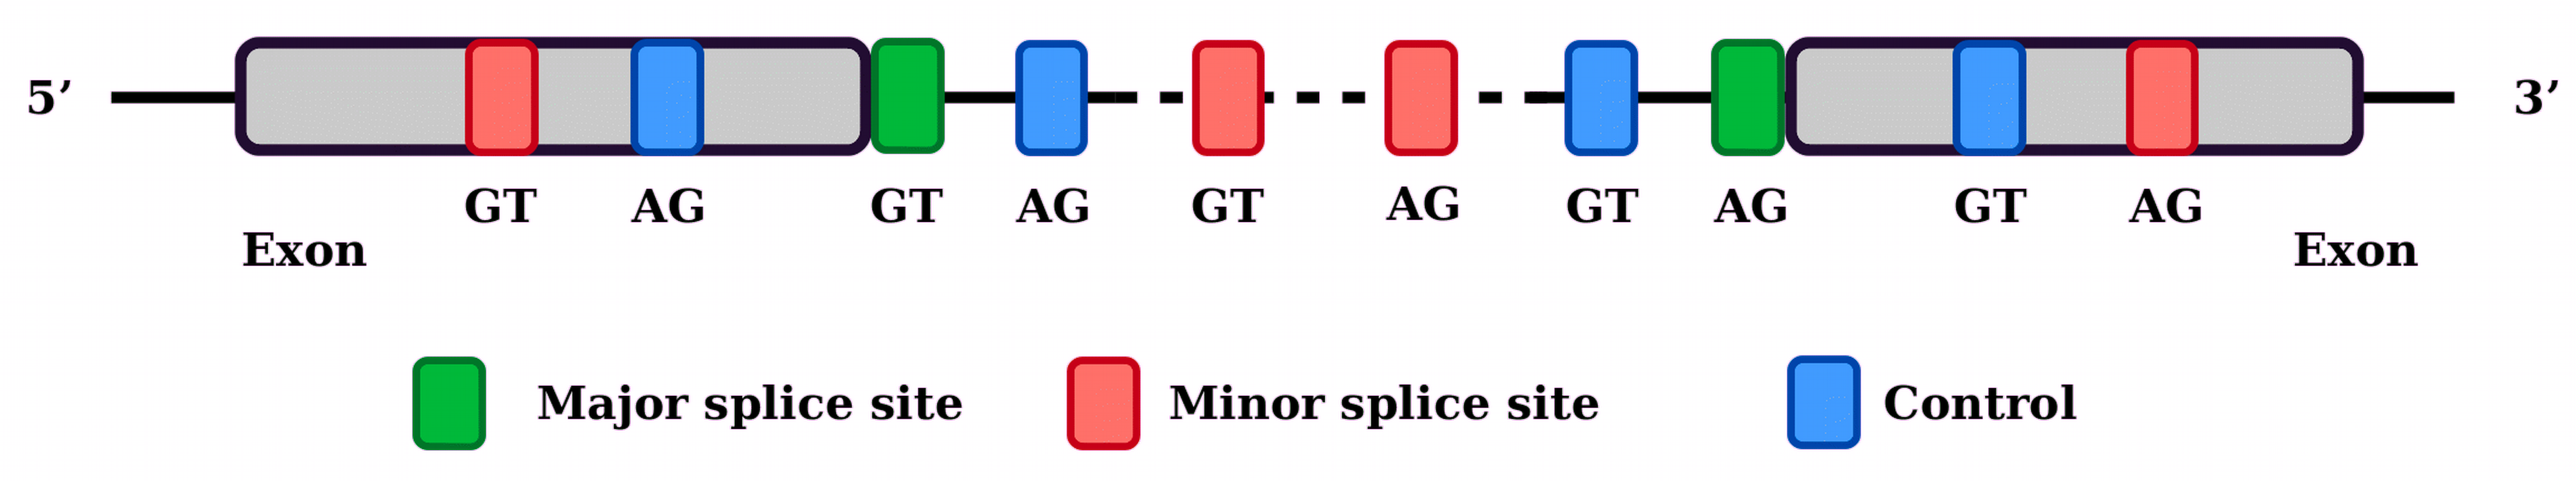 5’ 3’
GT AG GT AG GT AG GT AG GT AG
Exon Exon
Major splice site Minor splice site Control